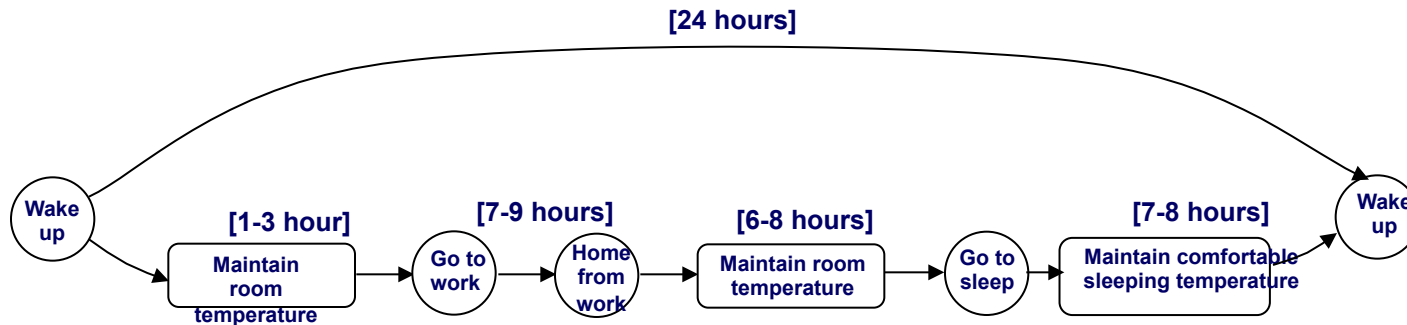 [24 hours]
Wake
up
[1-3 hour]
Maintain
room
temperature
Go to
work
[7-9 hours]
Home
from
work
[6-8 hours]
Maintain room
temperature
Go to
sleep
[7-8 hours]
Maintain comfortable
sleeping temperature
Wake
up